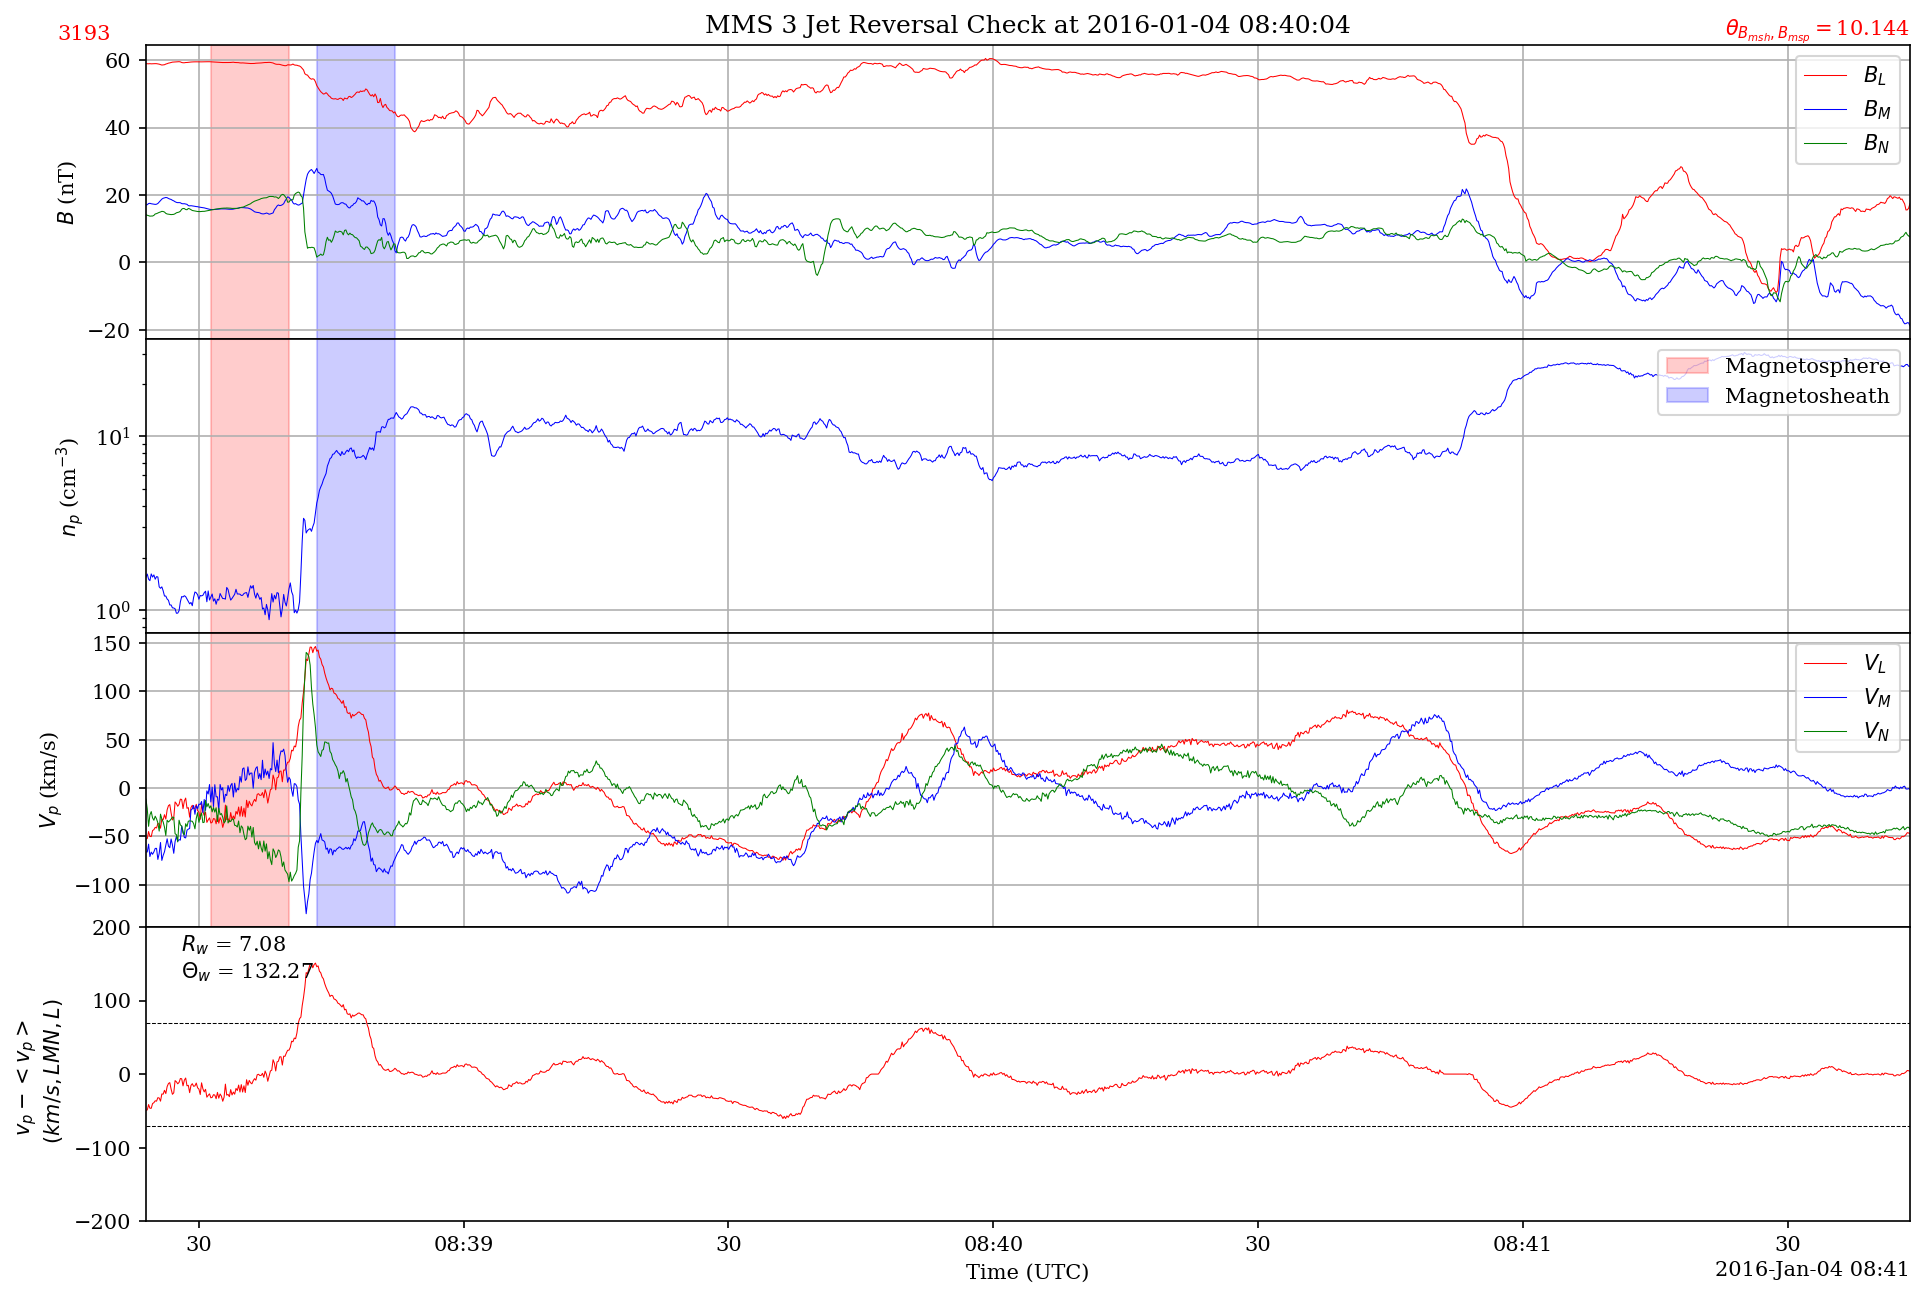 MMS 3 Jet Reversal Check at 2016-01-04 08:40:04
3193
θ_{B_{msh}, B_{msp}} = 10.144
60
40
20
0
−20
B (nT)
B_L
B_M
B_N
10¹
10⁰
n_p (cm⁻³)
Magnetosphere
Magnetosheath
150
100
50
0
−50
−100
V_p (km/s)
V_L
V_M
V_N
200
100
0
−100
−200
v_p − < v_p >
(km/s, LMN, L)
R_w = 7.08
Θ_w = 132.27
30
08:39
30
08:40
30
08:41
30
Time (UTC)
2016-Jan-04 08:41